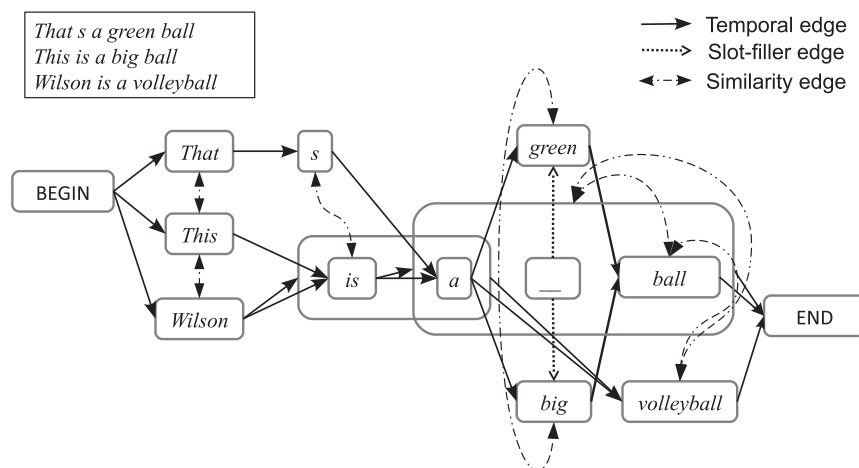 That s a green ball
This is a big ball
Wilson is a volleyball
Temporal edge
Slot-filler edge
Similarity edge
That
s
green
BEGIN
This
is
a
__
ball
Wilson
END
big
volleyball